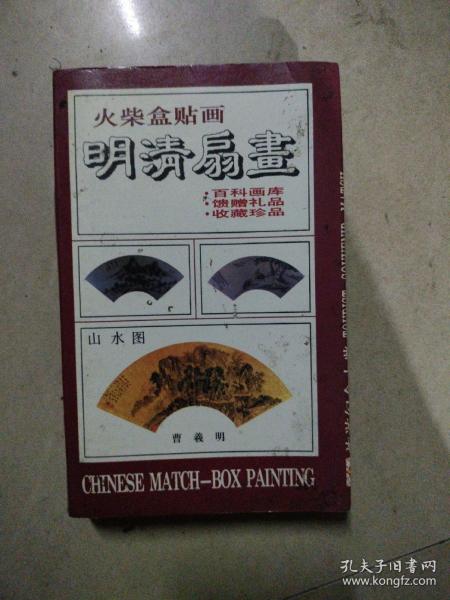 火柴盒贴画
明清扇畫
·百科画库
·馈赠礼品
·收藏珍品
山水图
曹義明
CHINESE MATCH-BOX PAINTING
孔夫子旧书网
www.kongfz.com